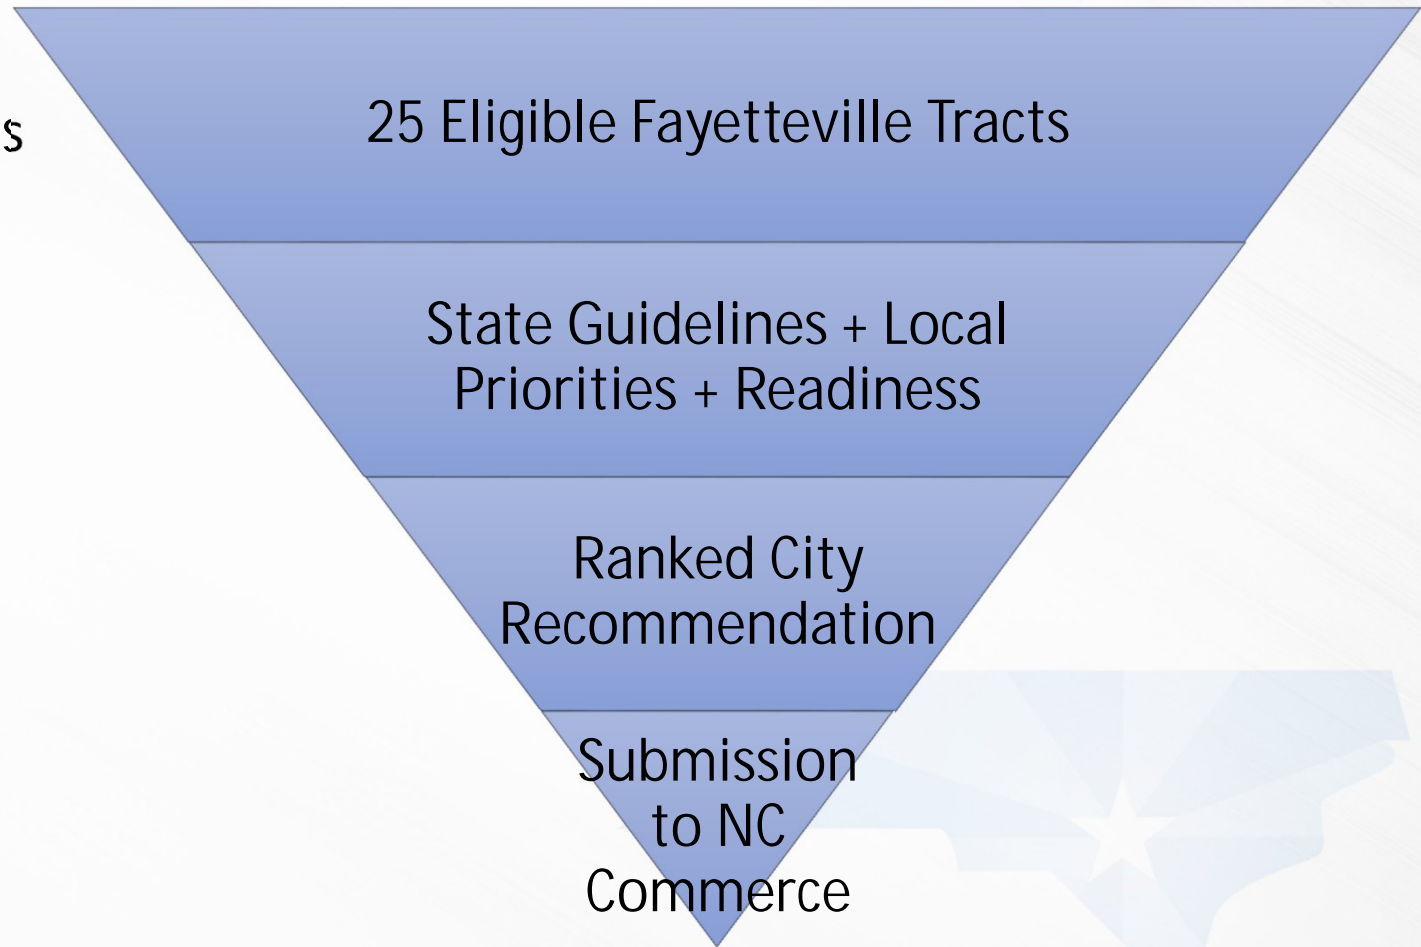 s
25 Eligible Fayetteville Tracts
State Guidelines + Local
Priorities + Readiness
Ranked City
Recommendation
Submission
to NC
Commerce